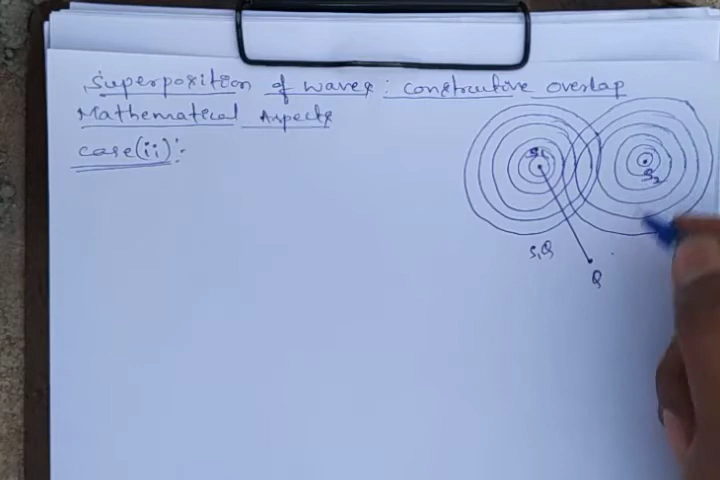 Superposition of waves : constructive overlap
Mathematical Aspects
case(ii):-
S1
S2
S1Q
Q